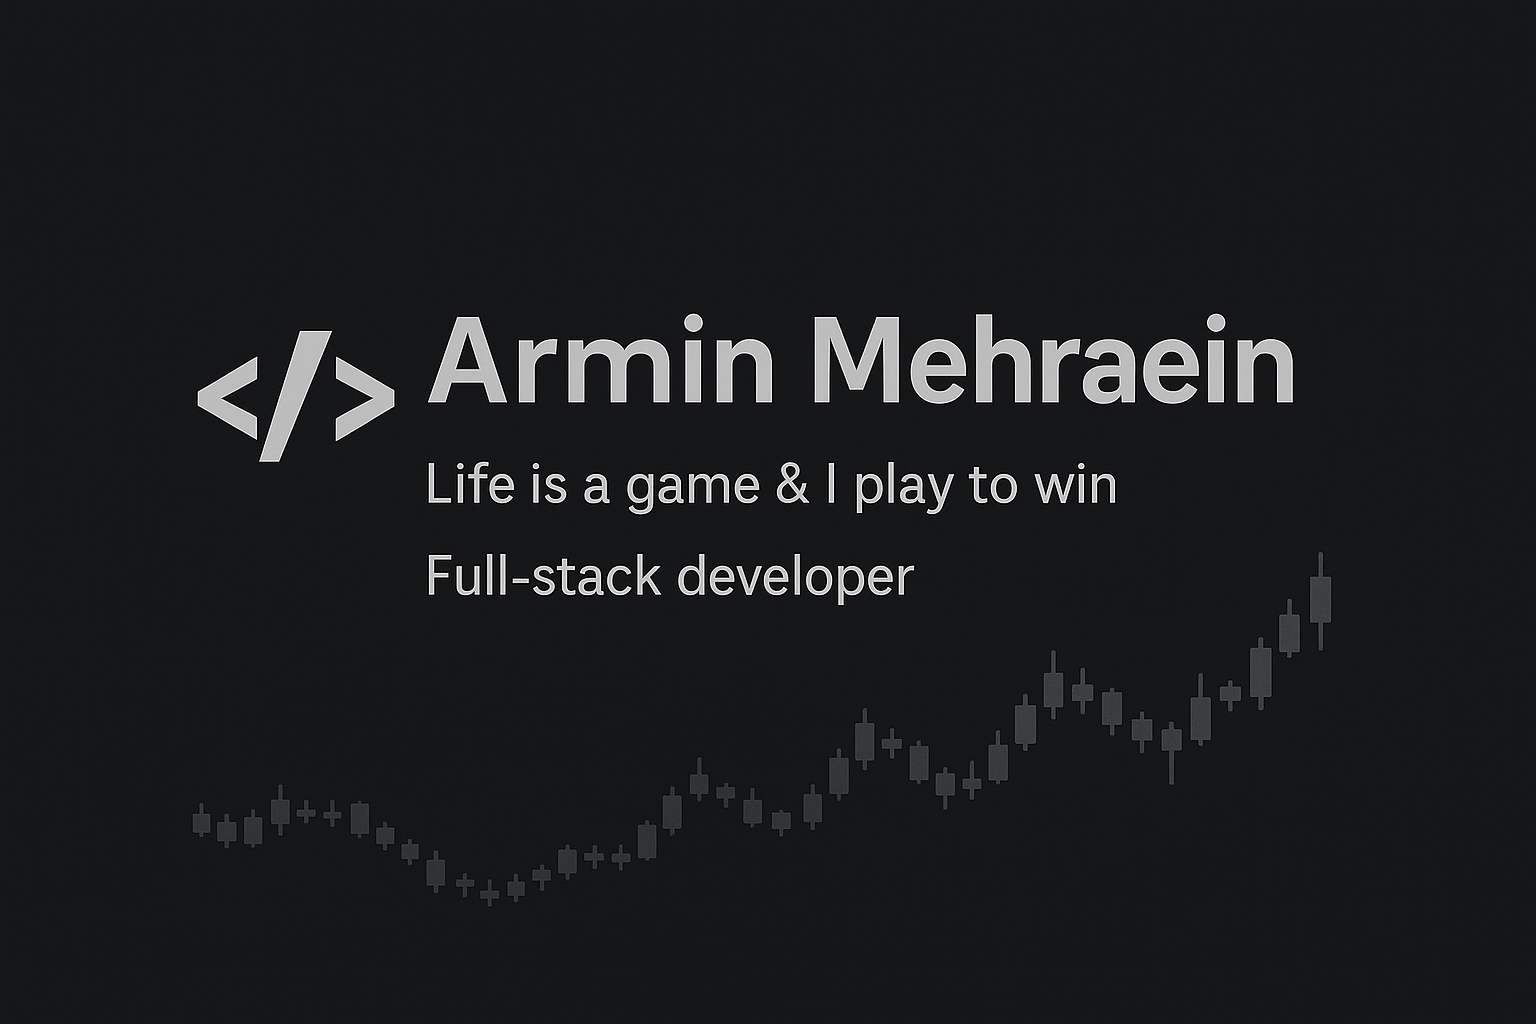 </> Armin Mehraein
Life is a game & I play to win
Full-stack developer